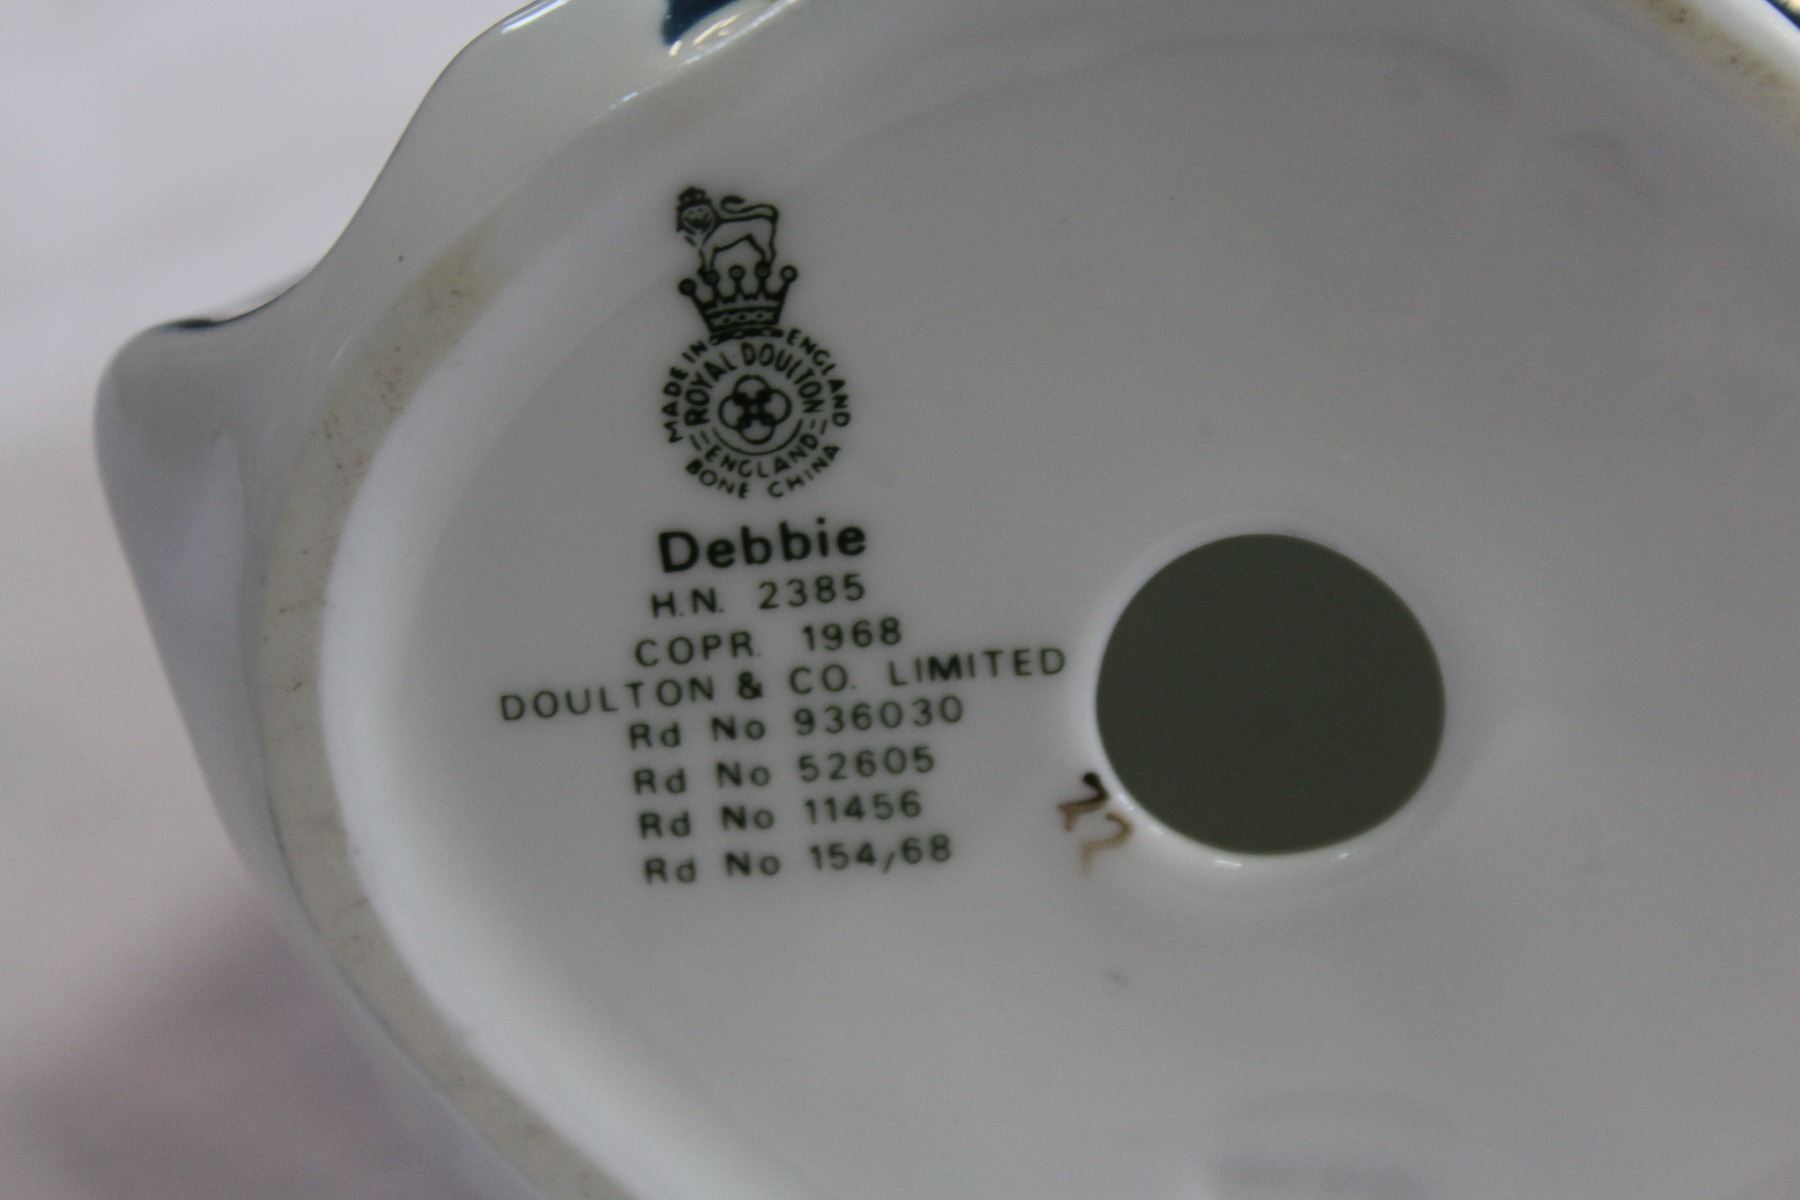 MADE IN ENGLAND
ROYAL DOULTON
ENGLAND
BONE CHINA
Debbie
H.N. 2385
COPR. 1968
DOULTON & CO. LIMITED
Rd No 936030
Rd No 52605
Rd No 11456
Rd No 154/68
22